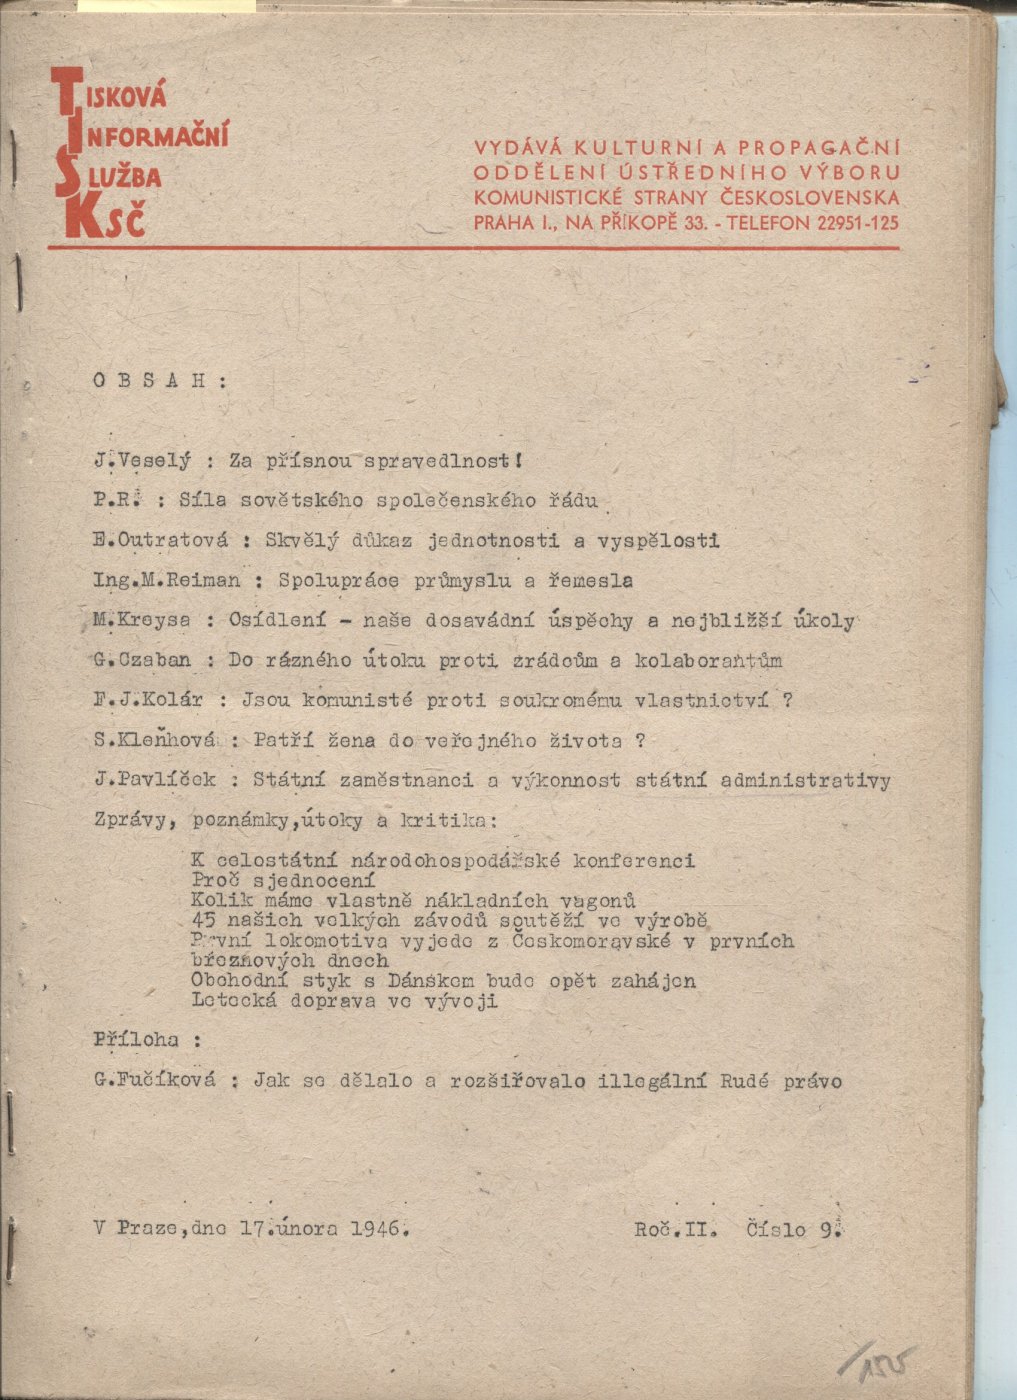 TISKOVÁ
INFORMAČNÍ
SLUŽBA
KSČ
VYDÁVÁ KULTURNÍ A PROPAGAČNÍ
ODDĚLENÍ ÚSTŘEDNÍHO VÝBORU
KOMUNISTICKÉ STRANY ČESKOSLOVENSKA
PRAHA I., NA PŘÍKOPĚ 33. - TELEFON 22951-125
O B S A H :
J.Veselý : Za přísnou spravedlnost!
P.R. : Síla sovětského společenského řádu
E.Outratová : Skvělý důkaz jednotnosti a vyspělosti
Ing.M.Reiman : Spolupráce průmyslu a řemesla
M.Kreysa : Osídlení - naše dosavádní úspěchy a nejbližší úkoly
G.Czaban : Do rázného útoku proti zrádcům a kolaborantům
F.J.Kolár : Jsou komunisté proti soukromému vlastnictví ?
S.Kleňhová : Patří žena do veřejného života ?
J.Pavlíček : Státní zaměstnanci a výkonnost státní administrativy
Zprávy, poznámky,útoky a kritika:
K celostátní národohospodářské konferenci
Proč sjednocení
Kolik máme vlastně nákladních vagonů
45 našich velkých závodů soutěží ve výrobě
První lokomotiva vyjede z Českomoravské v prvních
březnových dnech
Obchodní styk s Dánskem bude opět zahájen
Letecká doprava ve vývoji
Příloha :
G.Fučíková : Jak se dělalo a rozšiřovalo illegální Rudé právo
V Praze,dne 17.února 1946.
Roč.II. Číslo 9.